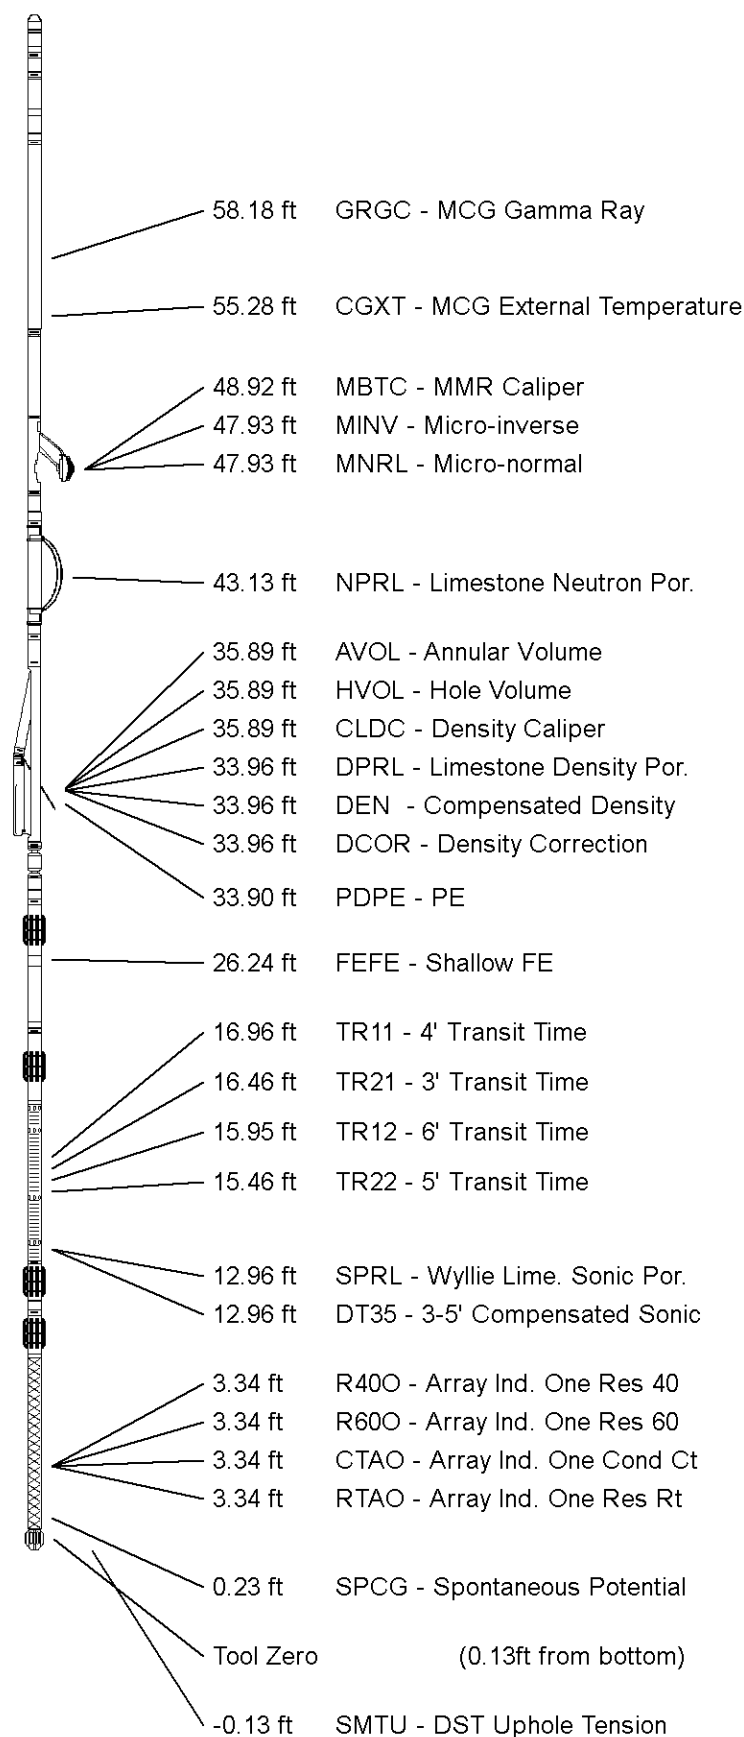 58.18 ft GRGC - MCG Gamma Ray
55.28 ft CGXT - MCG External Temperature
48.92 ft MBTC - MMR Caliper
47.93 ft MINV - Micro-inverse
47.93 ft MNRL - Micro-normal
43.13 ft NPRL - Limestone Neutron Por.
35.89 ft AVOL - Annular Volume
35.89 ft HVOL - Hole Volume
35.89 ft CLDC - Density Caliper
33.96 ft DPRL - Limestone Density Por.
33.96 ft DEN - Compensated Density
33.96 ft DCOR - Density Correction
33.90 ft PDPE - PE
26.24 ft FEFE - Shallow FE
16.96 ft TR11 - 4' Transit Time
16.46 ft TR21 - 3' Transit Time
15.95 ft TR12 - 6' Transit Time
15.46 ft TR22 - 5' Transit Time
12.96 ft SPRL - Wyllie Lime. Sonic Por.
12.96 ft DT35 - 3-5' Compensated Sonic
3.34 ft R40O - Array Ind. One Res 40
3.34 ft R60O - Array Ind. One Res 60
3.34 ft CTAO - Array Ind. One Cond Ct
3.34 ft RTAO - Array Ind. One Res Rt
0.23 ft SPCG - Spontaneous Potential
Tool Zero (0.13ft from bottom)
-0.13 ft SMTU - DST Uphole Tension